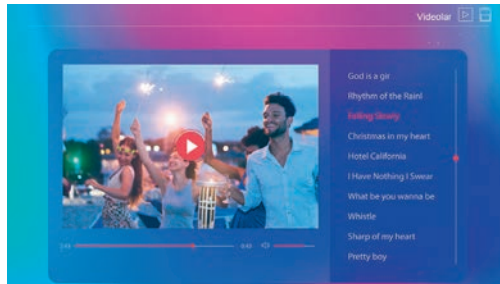 Videolar
God is a gir
Rhythm of the Rainl
Falling Slowly
Christmas in my heart
Hotel California
I Have Nothing I Swear
What be you wanna be
Whistle
Sharp of my heart
Pretty boy